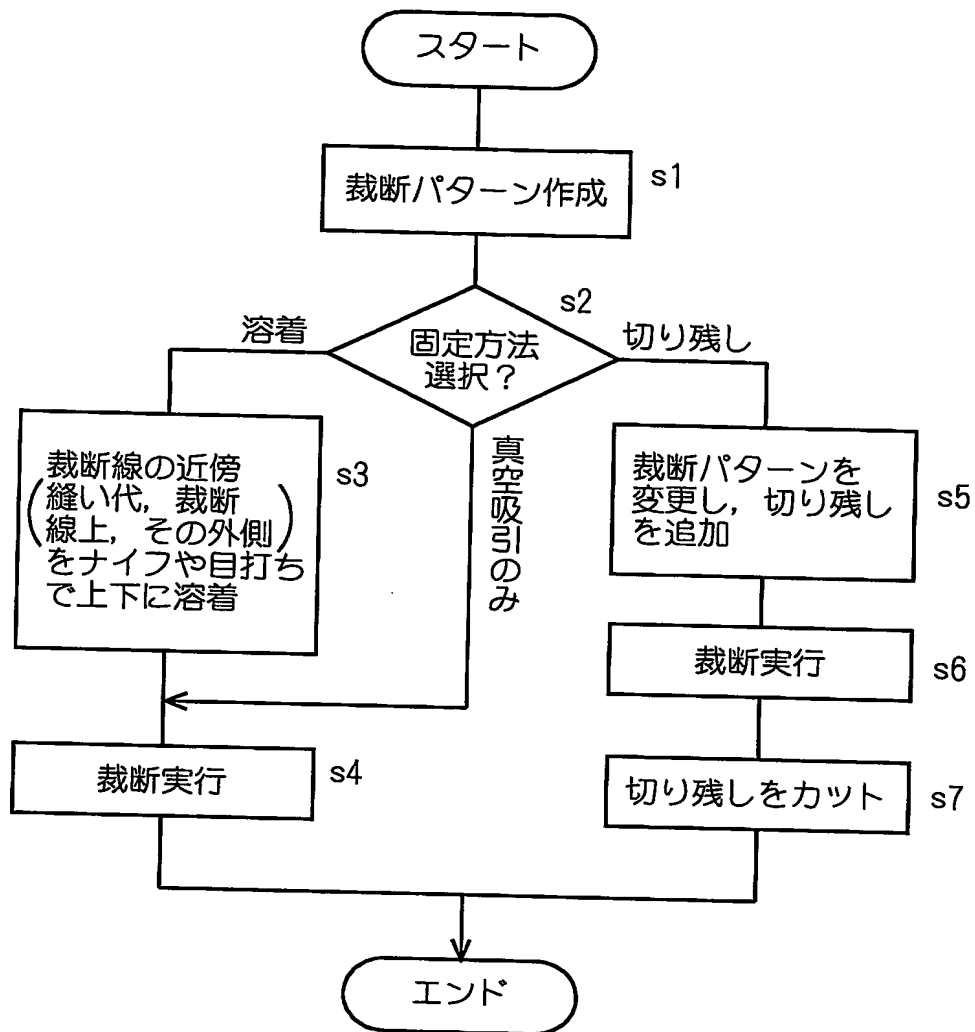 スタート
裁断パターン作成
s1
s2
溶着
固定方法
選択？
切り残し
真空吸引のみ
裁断線の近傍
(縫い代，裁断
線上，その外側)
をナイフや目打ち
で上下に溶着
s3
裁断パターンを
変更し，切り残し
を追加
s5
裁断実行
s6
裁断実行
s4
切り残しをカット
s7
エンド